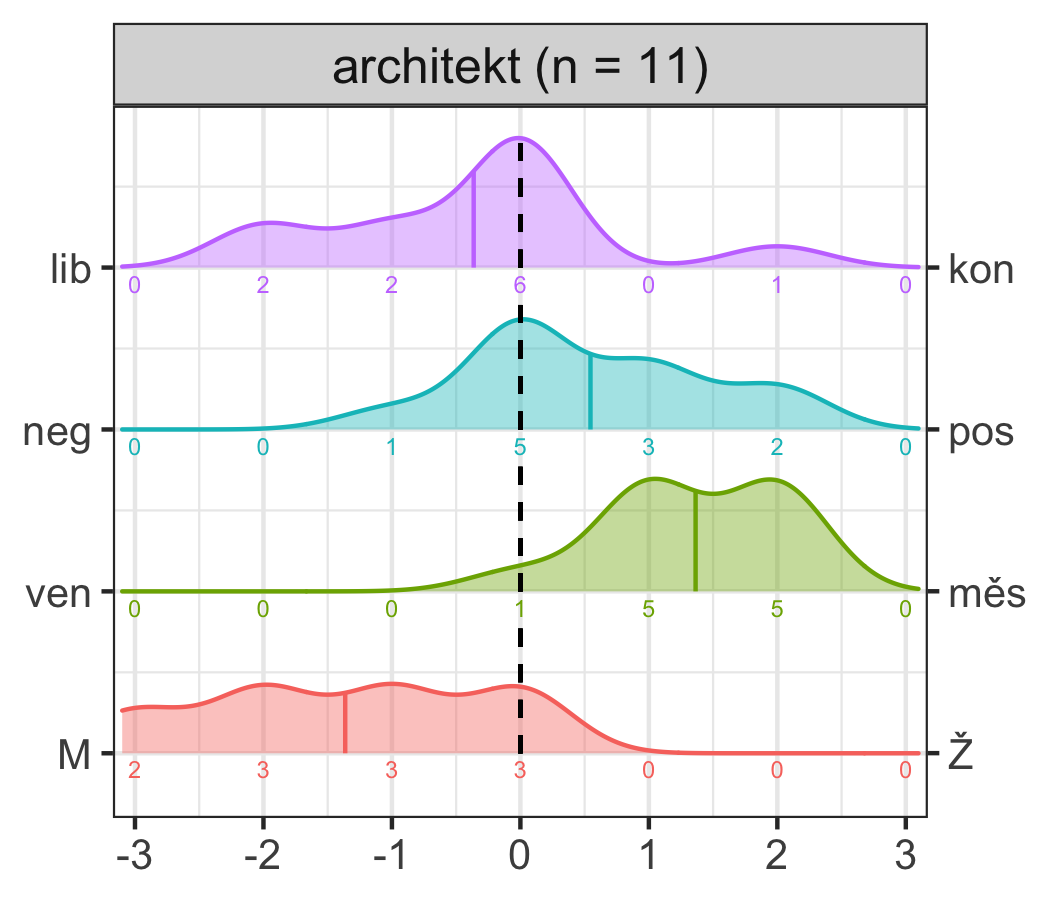 architekt (n = 11)
lib kon
0 2 2 6 0 1 0
neg pos
0 0 1 5 3 2 0
ven měs
0 0 0 1 5 5 0
M Ž
2 3 3 3 0 0 0
-3 -2 -1 0 1 2 3